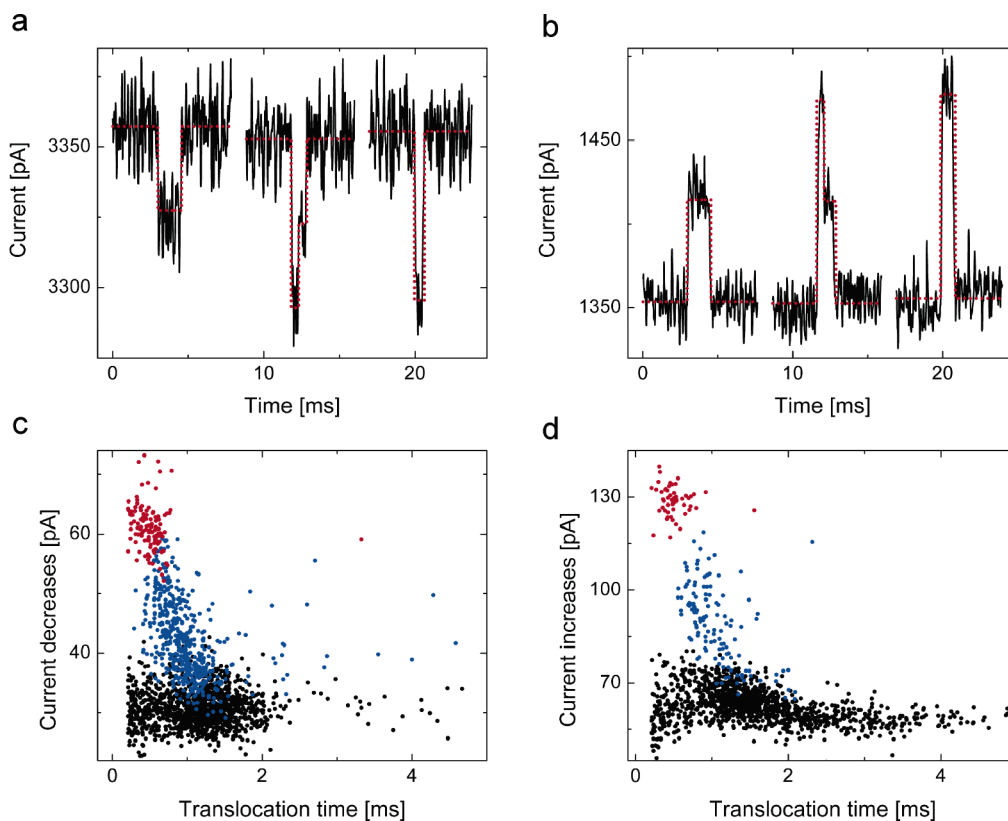 a
b
Current [pA]
3350
3300
0
10
20
Time [ms]
Current [pA]
1450
1350
0
10
20
Time [ms]
c
d
Current decreases [pA]
60
40
0
2
4
Translocation time [ms]
Current increases [pA]
130
100
70
0
2
4
Translocation time [ms]